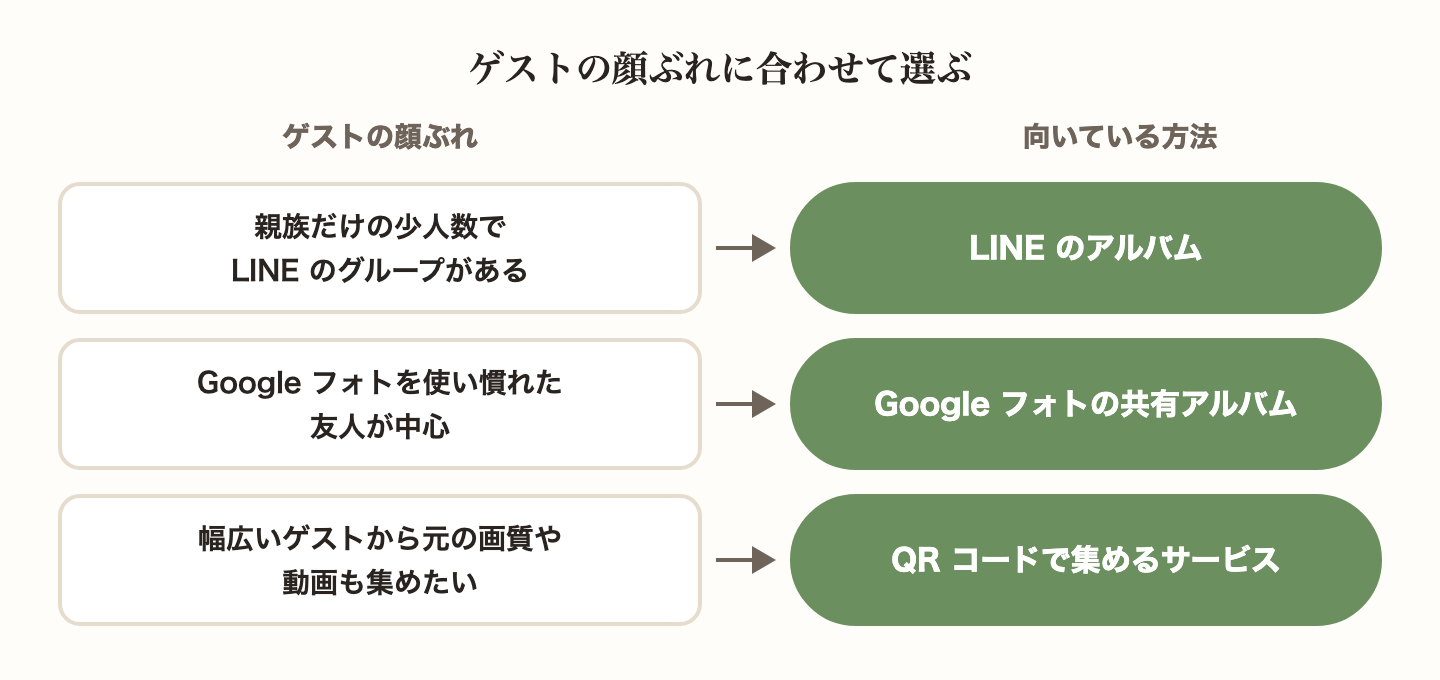 ゲストの顔ぶれに合わせて選ぶ
ゲストの顔ぶれ
向いている方法
親族だけの少人数で
LINE のグループがある
LINE のアルバム
Google フォトを使い慣れた
友人が中心
Google フォトの共有アルバム
幅広いゲストから元の画質や
動画も集めたい
QR コードで集めるサービス